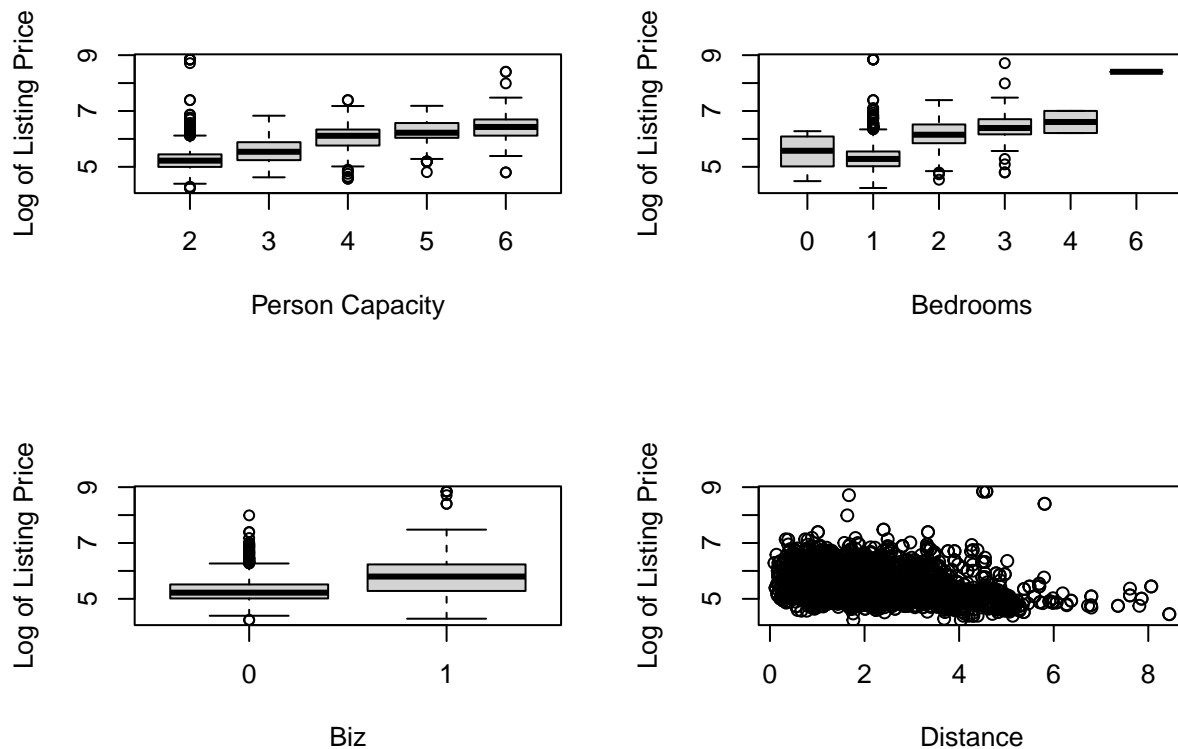 Log of Listing Price
9
7
5
2 3 4 5 6
Person Capacity
Log of Listing Price
9
7
5
0 1 2 3 4 6
Bedrooms
Log of Listing Price
9
7
5
0 1
Biz
Log of Listing Price
9
7
5
0 2 4 6 8
Distance